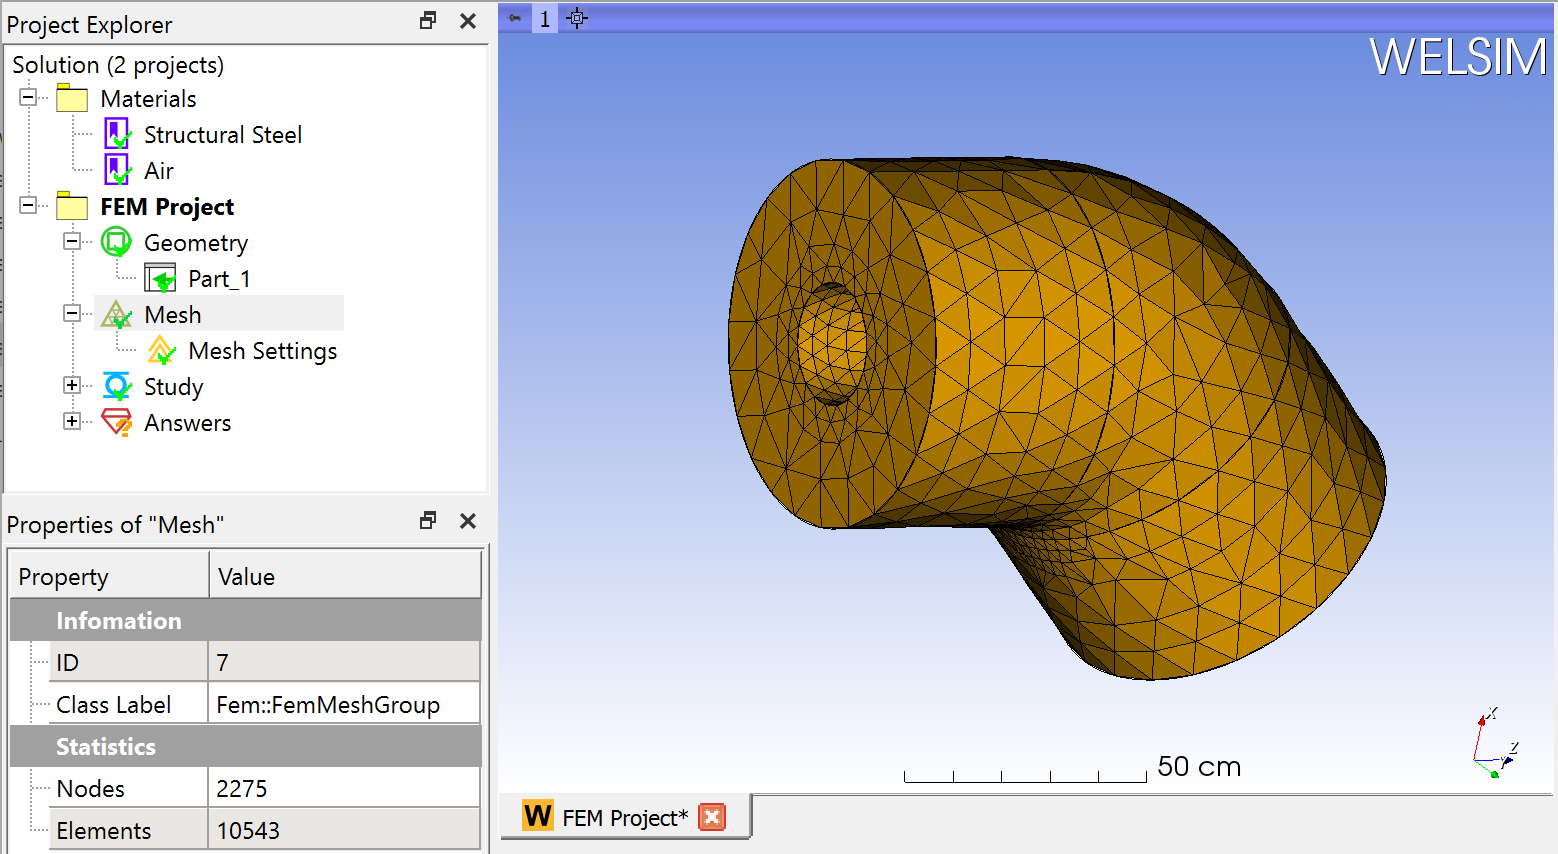 Project Explorer
Solution (2 projects)
Materials
Structural Steel
Air
FEM Project
Geometry
Part_1
Mesh
Mesh Settings
Study
Answers
Properties of "Mesh"
Property Value
Infomation
ID 7
Class Label Fem::FemMeshGroup
Statistics
Nodes 2275
Elements 10543
1
WELSIM
50 cm
X
Z
Y
W FEM Project*